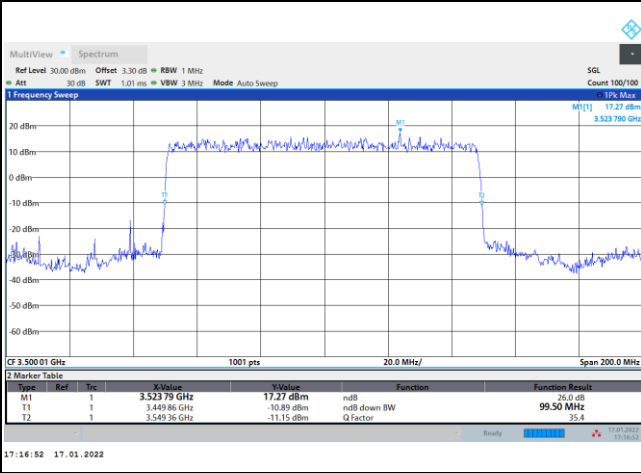 MultiView Spectrum
Ref Level 30.00 dBm Offset 3.30 dB RBW 1 MHz SGL
Att 30 dB SWT 1.01 ms VBW 3 MHz Mode Auto Sweep Count 100/100
1 Frequency Sweep 1Pk Max
M1[1] 17.27 dBm
3.523 790 GHz
M1
20 dBm
10 dBm
0 dBm
T1 T2
-10 dBm
-20 dBm
-30 dBm
-40 dBm
-50 dBm
-60 dBm
CF 3.500 01 GHz 1001 pts 20.0 MHz/ Span 200.0 MHz
2 Marker Table
Type Ref Trc X-Value Y-Value Function Function Result
M1 1 3.523 79 GHz 17.27 dBm ndB 26.0 dB
T1 1 3.449 86 GHz -10.89 dBm ndB down BW 99.50 MHz
T2 1 3.549 36 GHz -11.15 dBm Q Factor 35.4
Ready 17.01.2022
17:16:52
17:16:52 17.01.2022